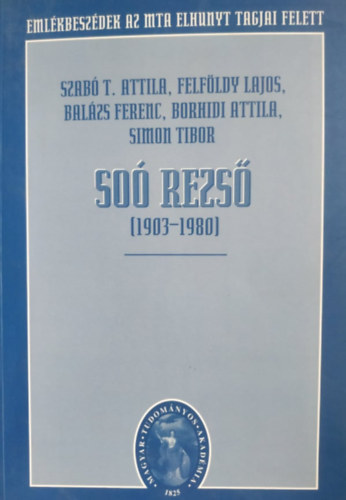 EMLÉKBESZÉDEK AZ MTA ELHUNYT TAGJAI FELETT
SZABÓ T. ATTILA, FELFÖLDY LAJOS,
BALÁZS FERENC, BORHIDI ATTILA,
SIMON TIBOR
SOÓ REZSŐ
(1903–1980)
MAGYAR · TUDOMÁNYOS · AKADÉMIA
1825